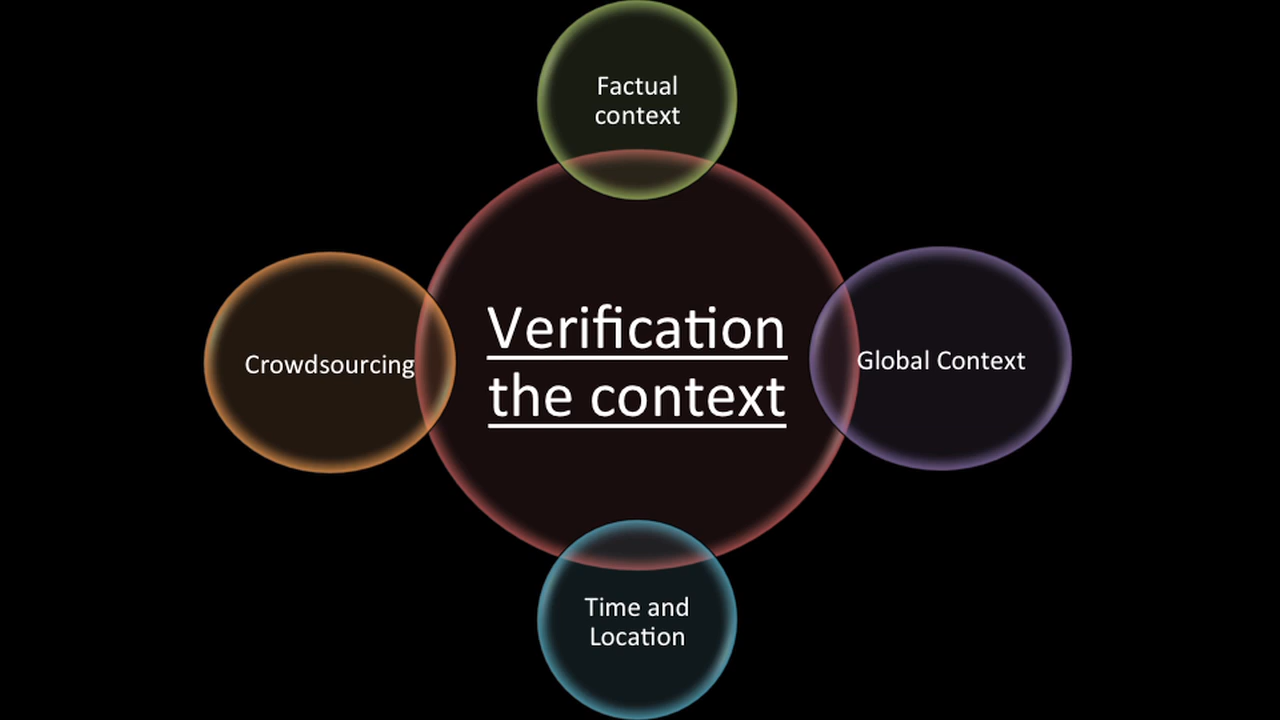 Factual
context
Verification
the context
Crowdsourcing
Global Context
Time and
Location